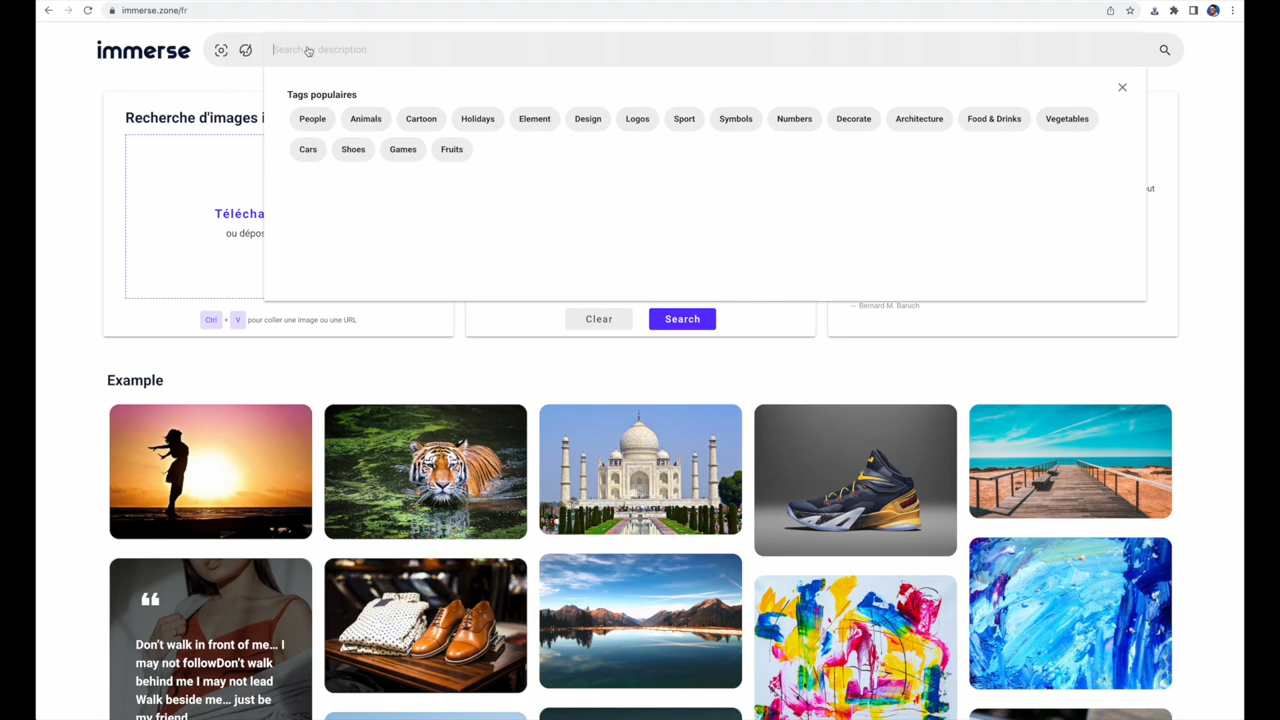 immerse.zone/fr
immerse
Search description
Tags populaires
People Animals Cartoon Holidays Element Design Logos Sport Symbols Numbers Decorate Architecture Food & Drinks Vegetables
Cars Shoes Games Fruits
Recherche d'images i
Télécha
ou dépos
Ctrl + V pour coller une image ou une URL
Clear Search
out
— Bernard M. Baruch
Example
Don't walk in front of me... I
may not followDon't walk
behind me I may not lead
Walk beside me... just be
my friend